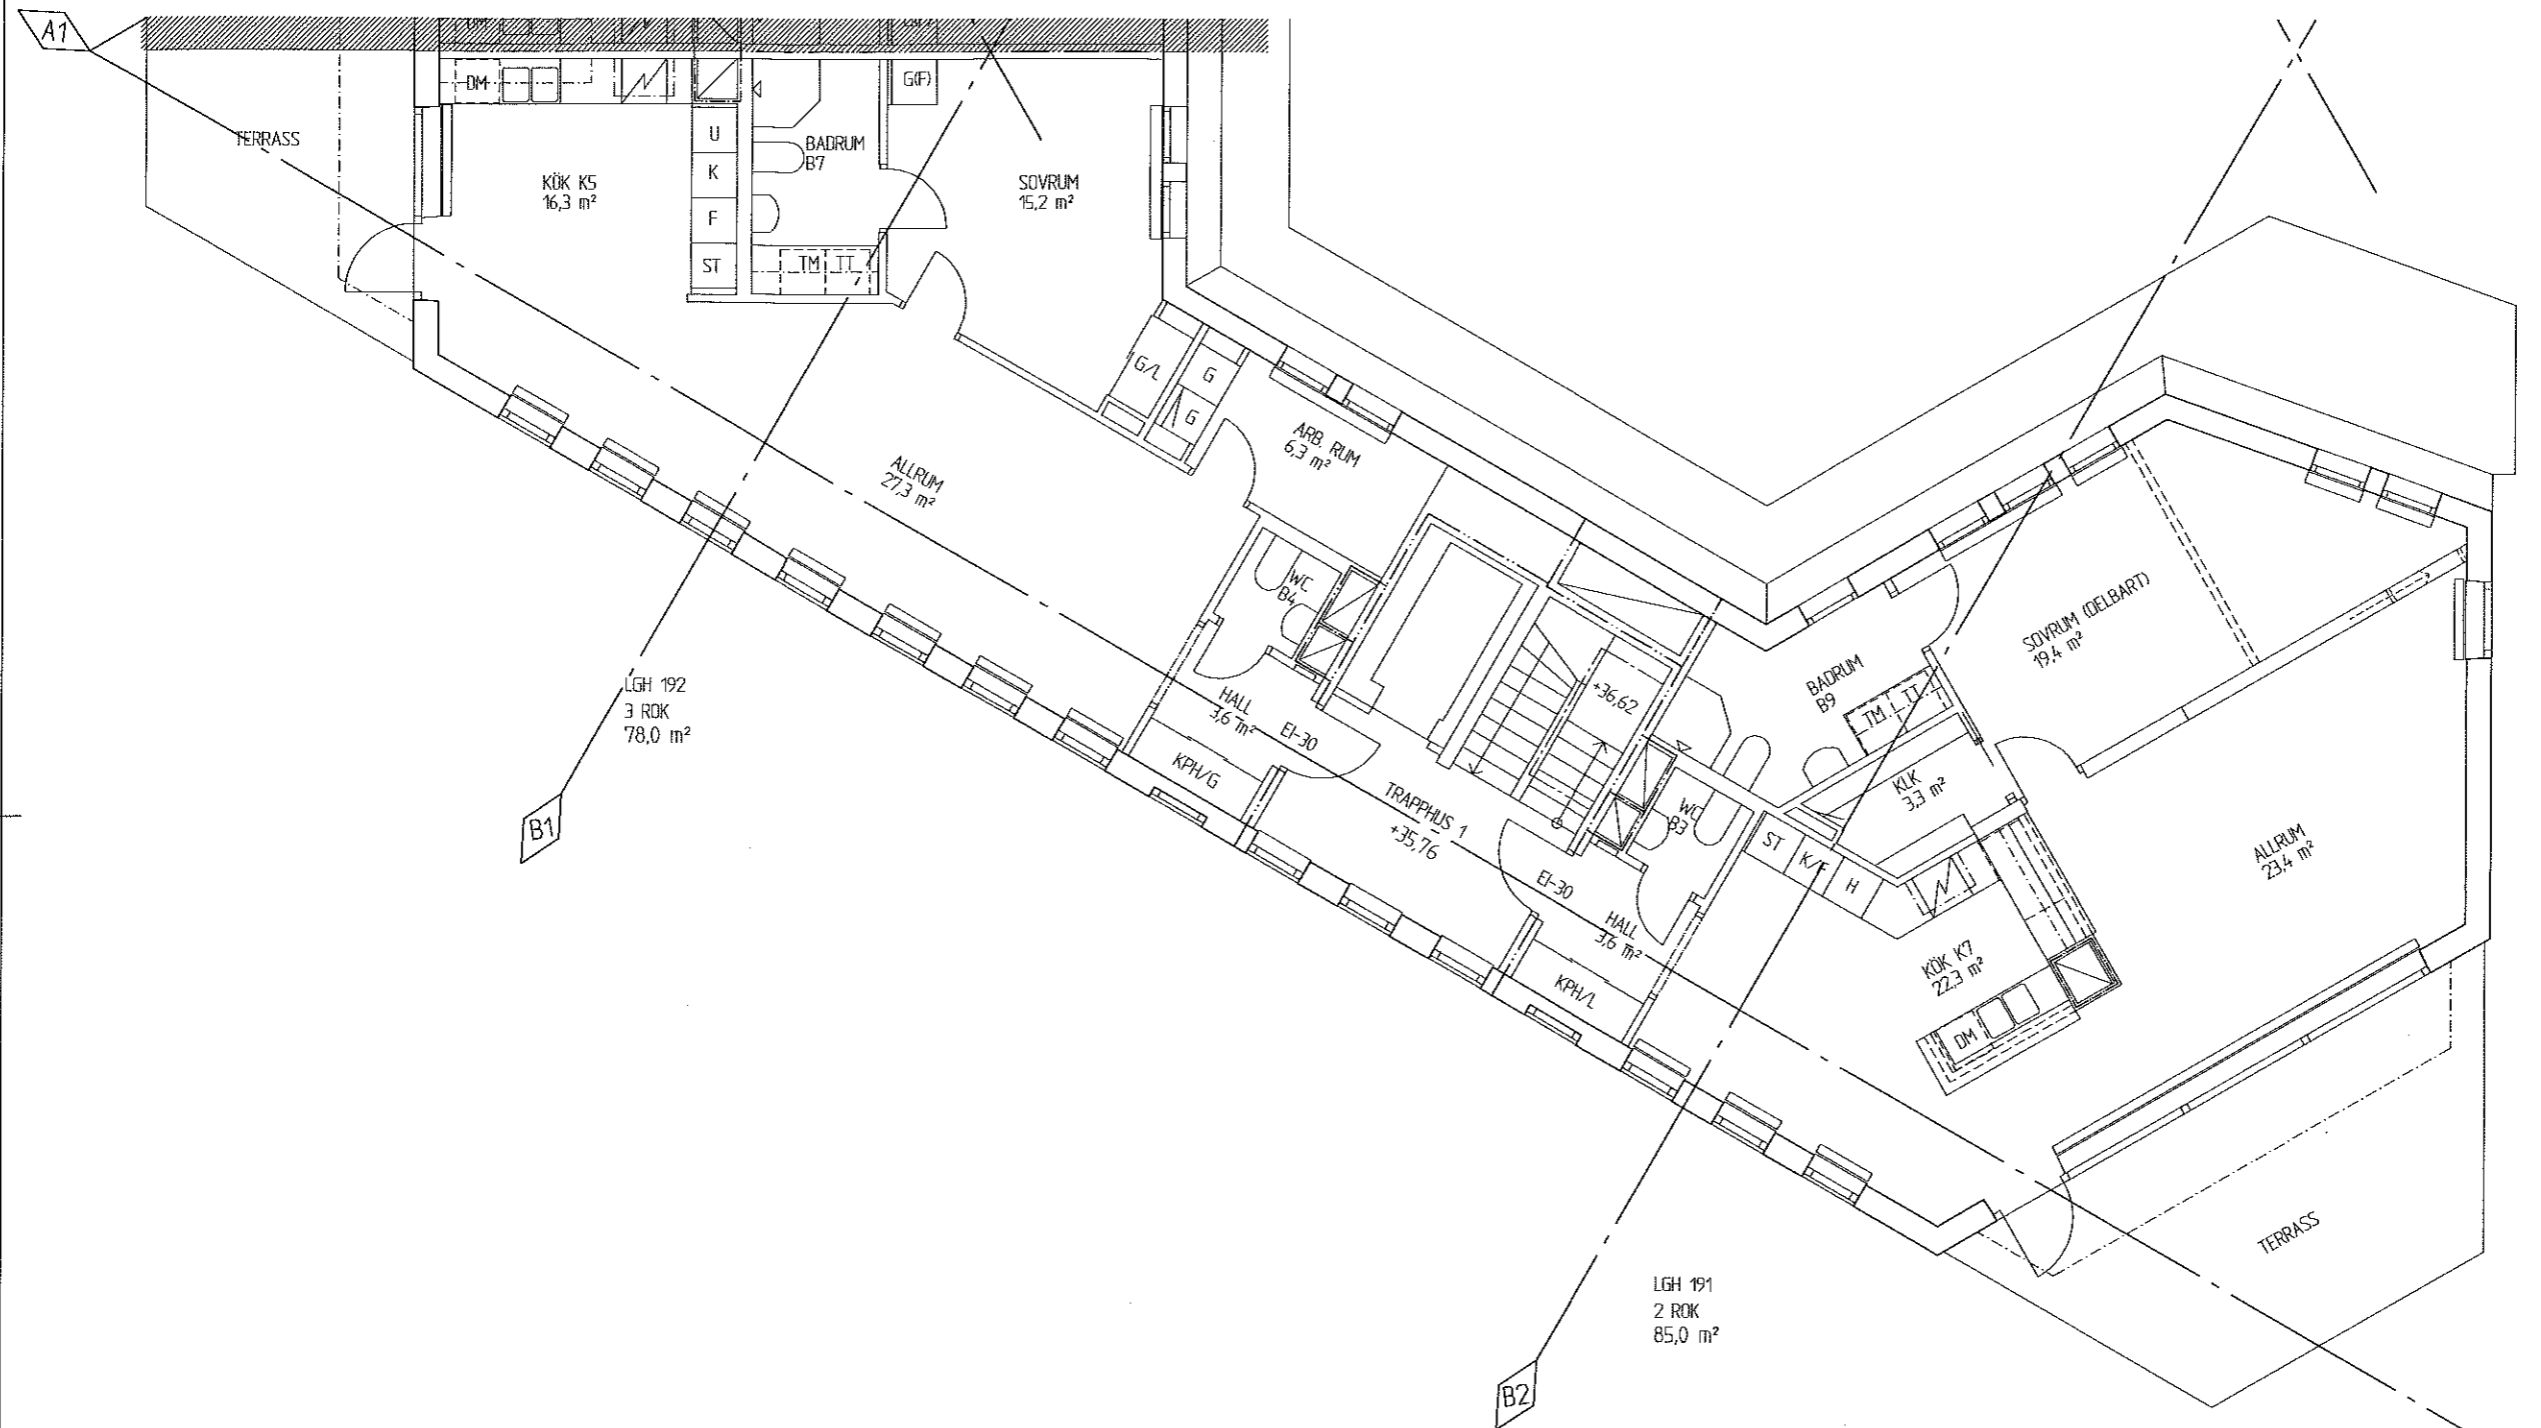 A1
DM
G(F)
TERRASS
U
K
F
ST
BADRUM
B7
KÖK K5
16,3 m²
SOVRUM
15,2 m²
TM TT
G/L
G
G
ARB. RUM
6,3 m²
ALLRUM
27,3 m²
WC
B4
SOVRUM (DELBART)
19,4 m²
+36,62
BADRUM
B9
TM TT
LGH 192
3 ROK
78,0 m²
HALL
3,6 m²
EI-30
KPH/G
B1
TRAPPHUS 1
+35,76
WC
B3
KLK
3,3 m²
ST
K/F
H
ALLRUM
23,4 m²
EI-30
HALL
3,6 m²
KPH/L
KÖK K7
22,3 m²
DM
TERRASS
LGH 191
2 ROK
85,0 m²
B2